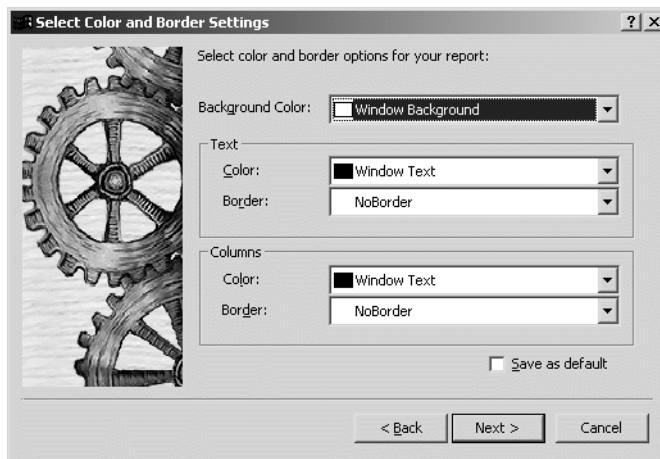 Select Color and Border Settings
Select color and border options for your report:
Background Color: Window Background
Text
Color: Window Text
Border: NoBorder
Columns
Color: Window Text
Border: NoBorder
Save as default
< Back Next > Cancel